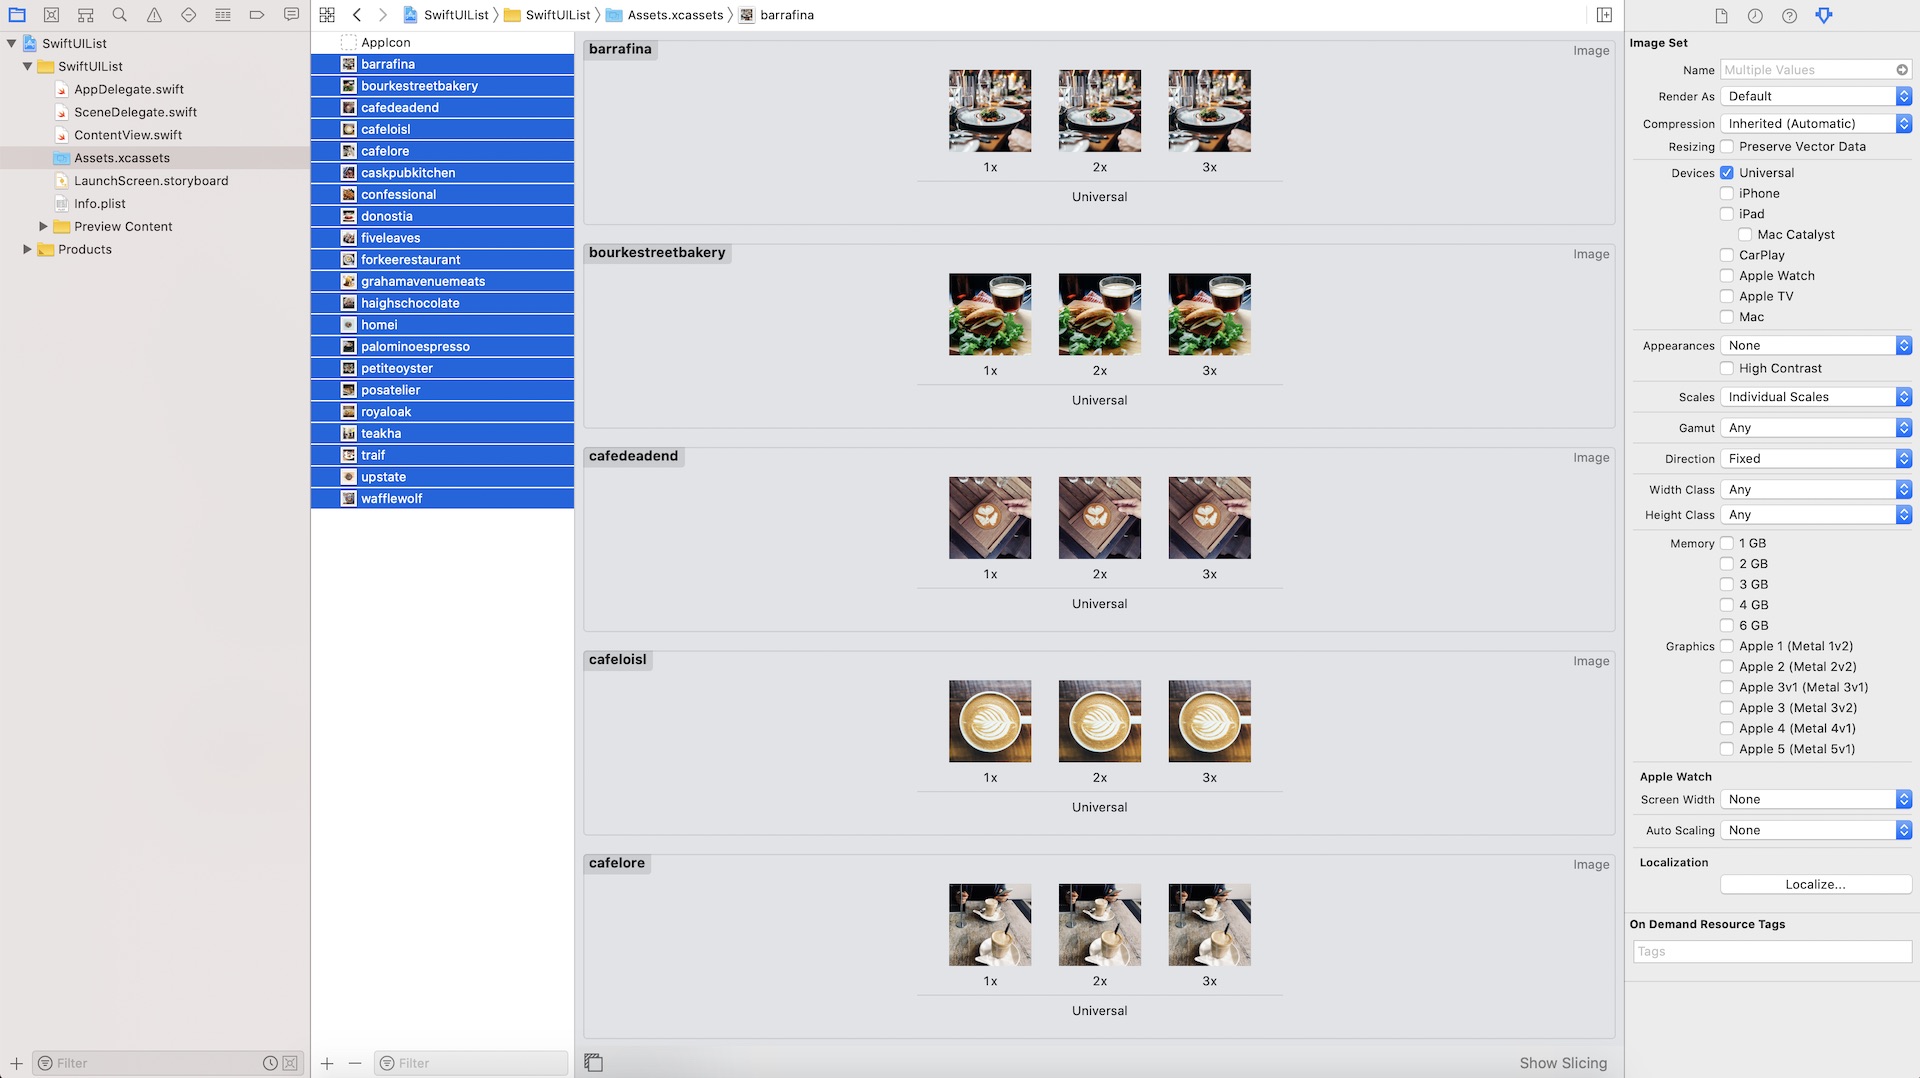 SwiftUIList
SwiftUIList
Assets.xcassets
barrafina
SwiftUIList
SwiftUIList
AppDelegate.swift
SceneDelegate.swift
ContentView.swift
Assets.xcassets
LaunchScreen.storyboard
Info.plist
Preview Content
Products
Filter
AppIcon
barrafina
bourkestreetbakery
cafedeadend
cafeloisl
cafelore
caskpubkitchen
confessional
donostia
fiveleaves
forkeerestaurant
grahamavenuemeats
haighschocolate
homei
palominoespresso
petiteoyster
posatelier
royaloak
teakha
traif
upstate
wafflewolf
Filter
barrafina
Image
1x 2x 3x
Universal
bourkestreetbakery
Image
1x 2x 3x
Universal
cafedeadend
Image
1x 2x 3x
Universal
cafeloisl
Image
1x 2x 3x
Universal
cafelore
Image
1x 2x 3x
Universal
Show Slicing
Image Set
Name Multiple Values
Render As Default
Compression Inherited (Automatic)
Resizing Preserve Vector Data
Devices Universal
iPhone
iPad
Mac Catalyst
CarPlay
Apple Watch
Apple TV
Mac
Appearances None
High Contrast
Scales Individual Scales
Gamut Any
Direction Fixed
Width Class Any
Height Class Any
Memory 1 GB
2 GB
3 GB
4 GB
6 GB
Graphics Apple 1 (Metal 1v2)
Apple 2 (Metal 2v2)
Apple 3v1 (Metal 3v1)
Apple 3 (Metal 3v2)
Apple 4 (Metal 4v1)
Apple 5 (Metal 5v1)
Apple Watch
Screen Width None
Auto Scaling None
Localization
Localize...
On Demand Resource Tags
Tags